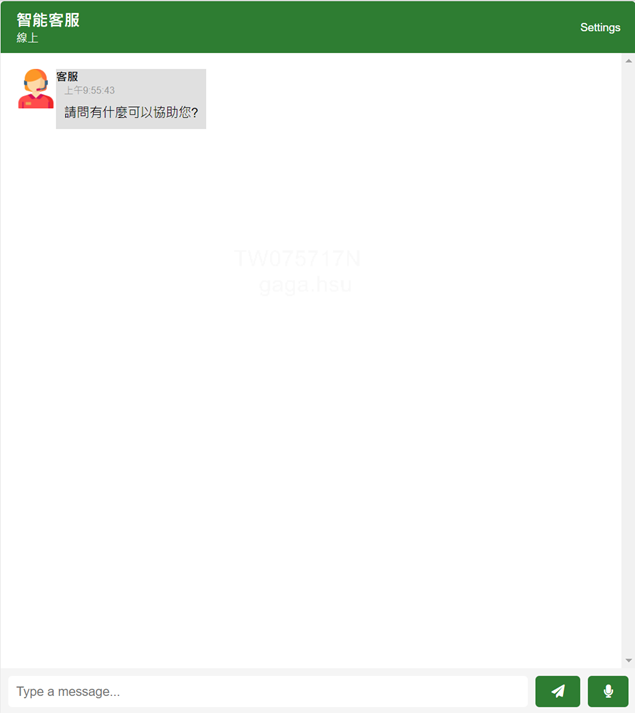 智能客服
線上
Settings
客服
上午9:55:43
請問有什麼可以協助您?
TW075717N
gaga.hsu
Type a message...